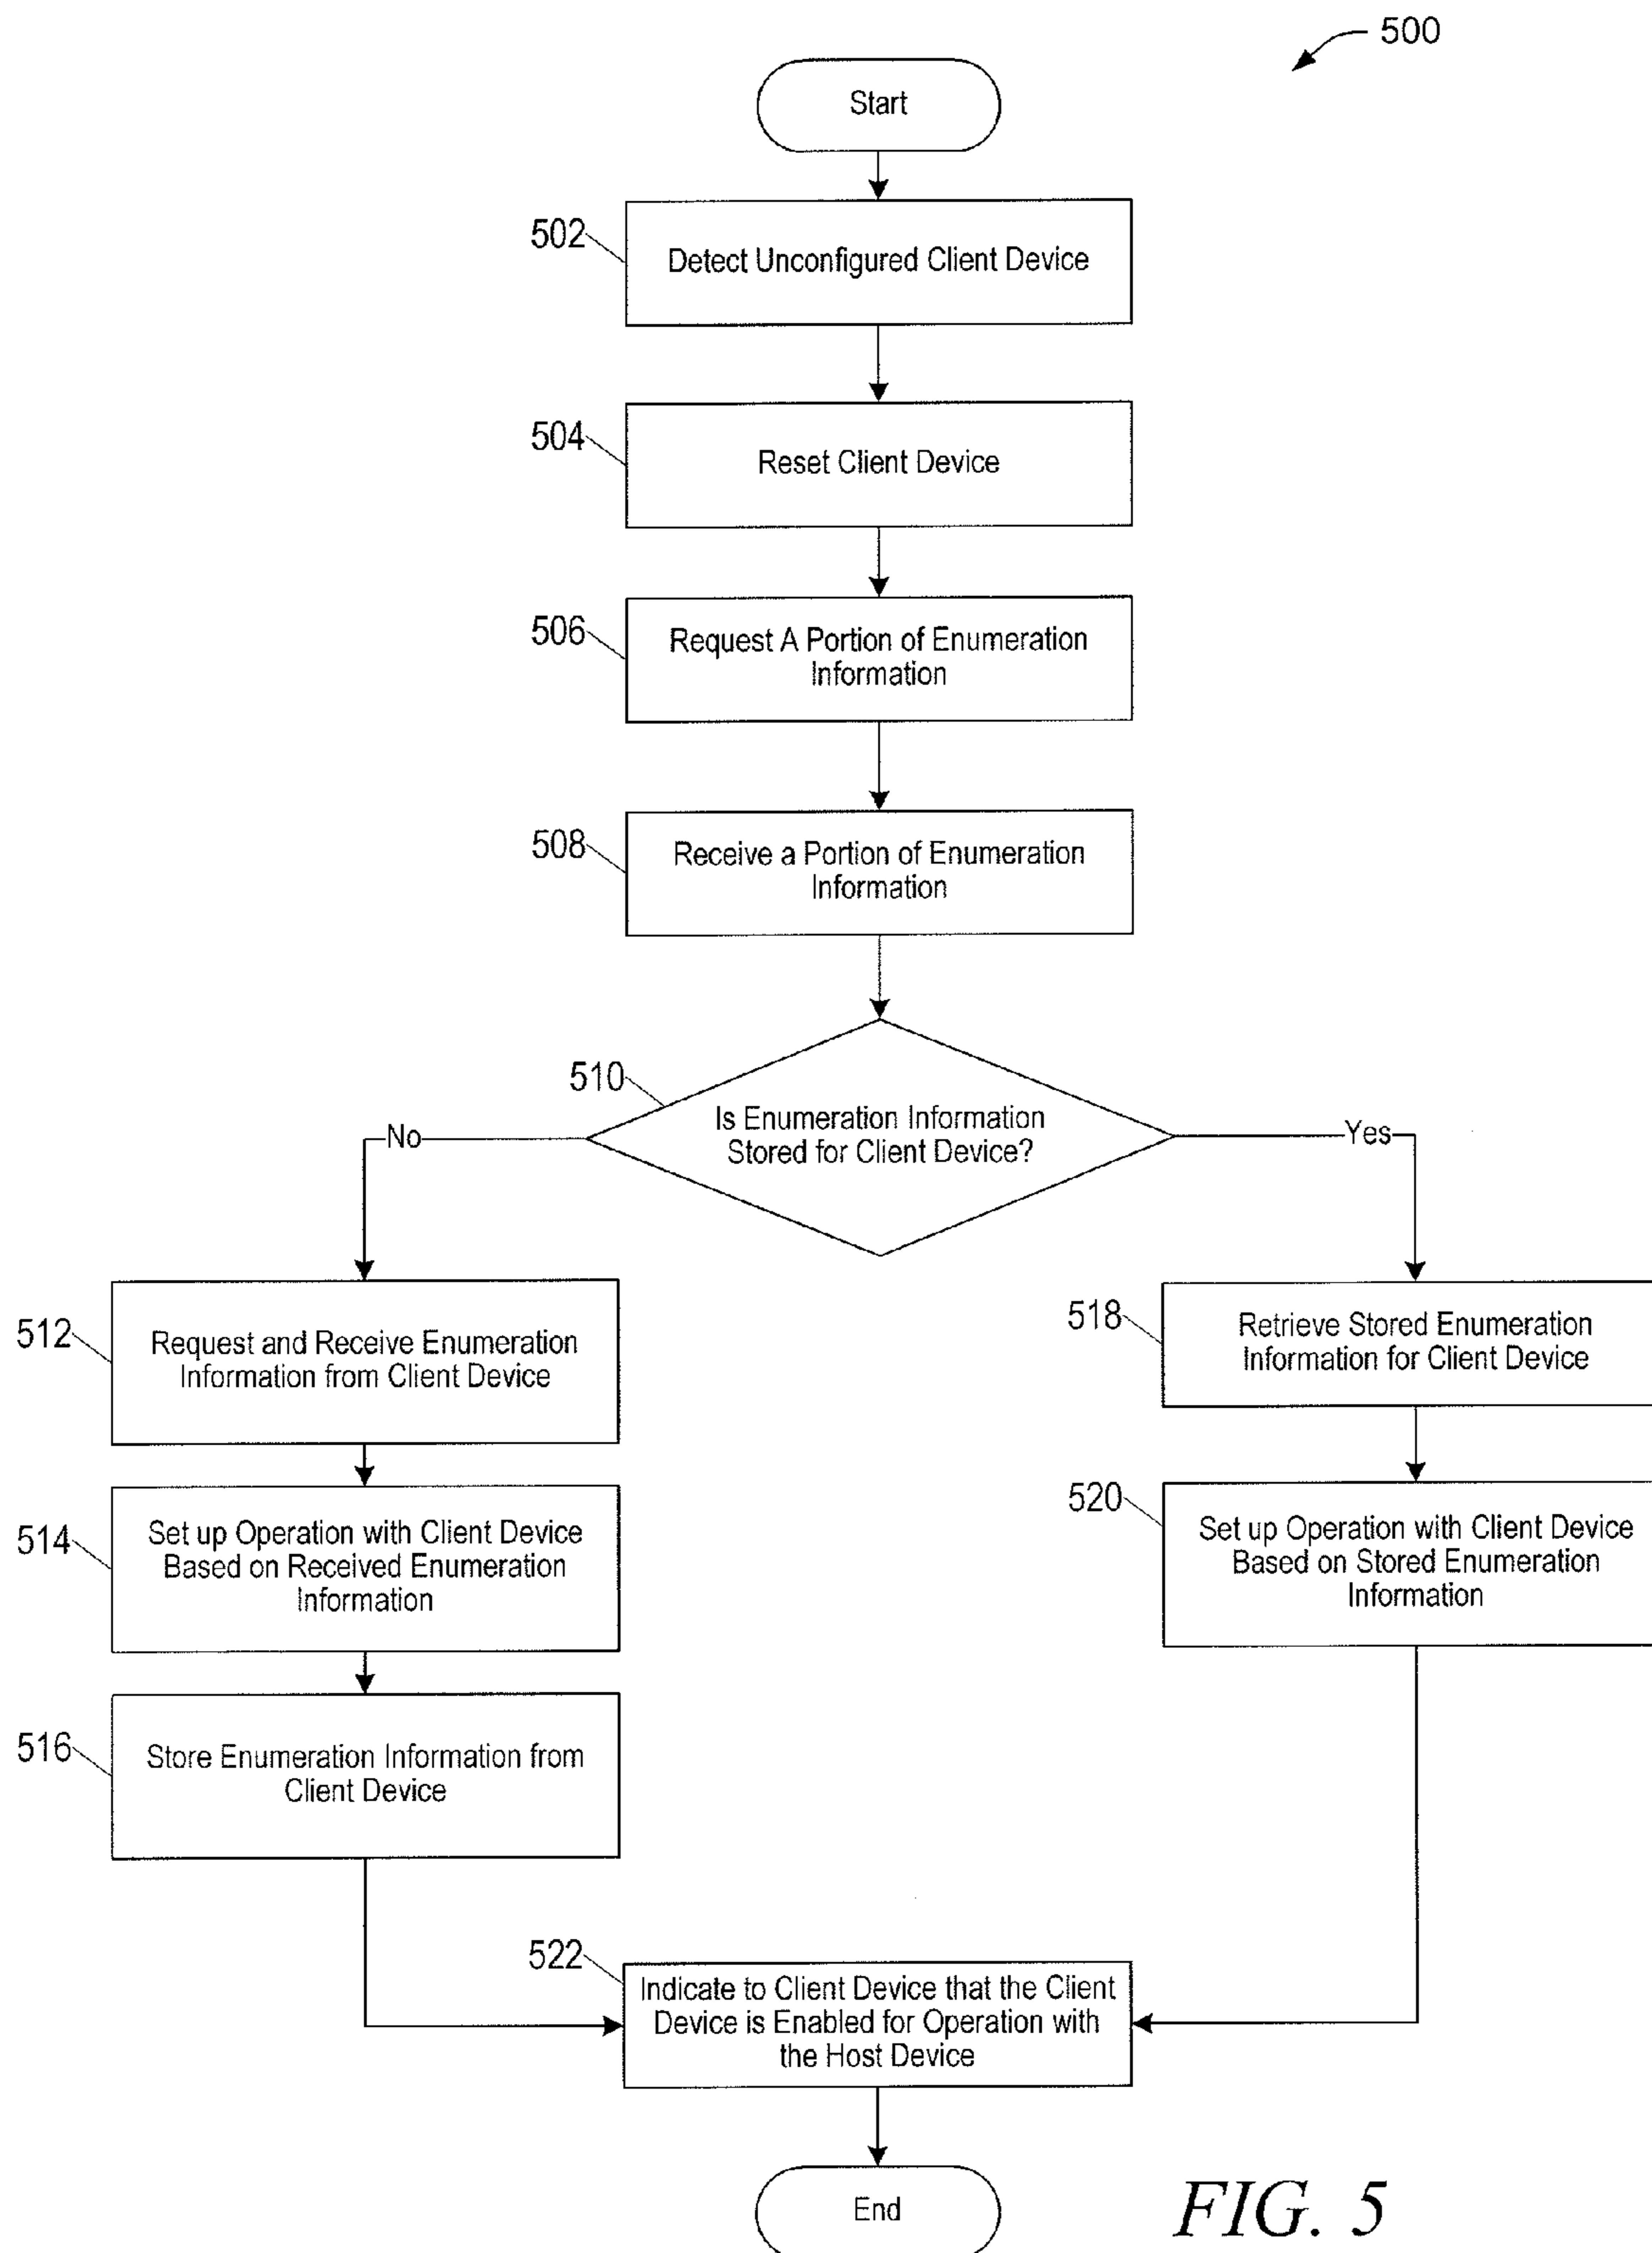 500
Start
502
Detect Unconfigured Client Device
504
Reset Client Device
506
Request A Portion of Enumeration
Information
508
Receive a Portion of Enumeration
Information
510
Is Enumeration Information
Stored for Client Device?
No
Yes
512
Request and Receive Enumeration
Information from Client Device
514
Set up Operation with Client Device
Based on Received Enumeration
Information
516
Store Enumeration Information from
Client Device
518
Retrieve Stored Enumeration
Information for Client Device
520
Set up Operation with Client Device
Based on Stored Enumeration
Information
522
Indicate to Client Device that the Client
Device is Enabled for Operation with
the Host Device
End
FIG. 5